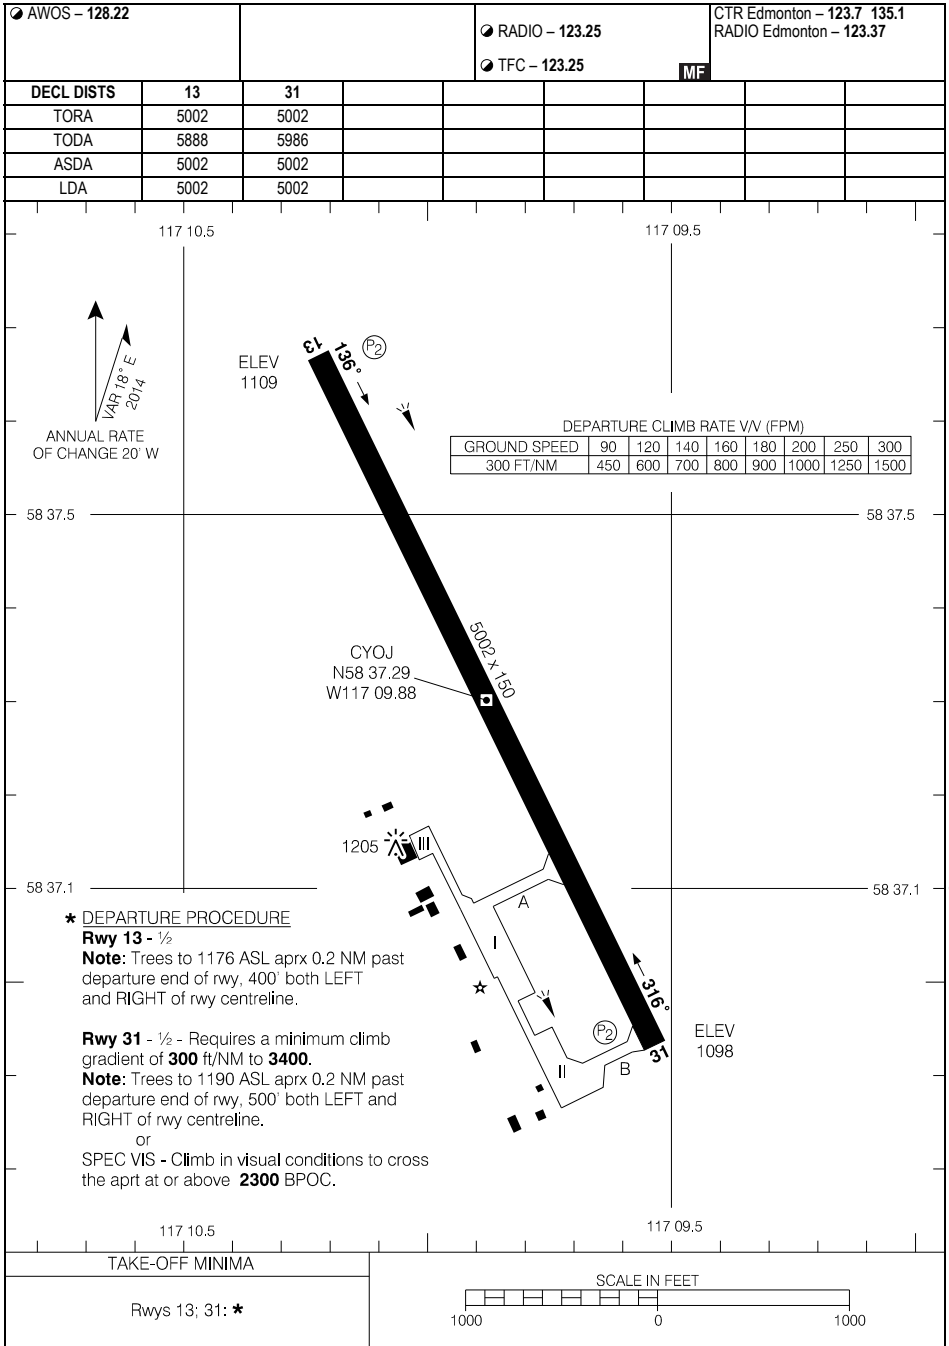 AWOS – 128.22
RADIO – 123.25
TFC – 123.25
MF
CTR Edmonton – 123.7 135.1
RADIO Edmonton – 123.37
DECL DISTS 13 31
TORA 5002 5002
TODA 5888 5986
ASDA 5002 5002
LDA 5002 5002
117 10.5
117 09.5
VAR 18° E
2014
ANNUAL RATE
OF CHANGE 20' W
ELEV
1109
13
136°
P2
DEPARTURE CLIMB RATE V/V (FPM)
GROUND SPEED 90 120 140 160 180 200 250 300
300 FT/NM 450 600 700 800 900 1000 1250 1500
58 37.5
58 37.5
5002 x 150
CYOJ
N58 37.29
W117 09.88
1205
III
58 37.1
58 37.1
A
I
316°
P2
ELEV
1098
31
II
B
* DEPARTURE PROCEDURE
Rwy 13 - ½
Note: Trees to 1176 ASL aprx 0.2 NM past
departure end of rwy, 400' both LEFT
and RIGHT of rwy centreline.
Rwy 31 - ½ - Requires a minimum climb
gradient of 300 ft/NM to 3400.
Note: Trees to 1190 ASL aprx 0.2 NM past
departure end of rwy, 500' both LEFT and
RIGHT of rwy centreline.
or
SPEC VIS - Climb in visual conditions to cross
the aprt at or above 2300 BPOC.
117 10.5
117 09.5
TAKE-OFF MINIMA
Rwys 13; 31: *
SCALE IN FEET
1000 0 1000